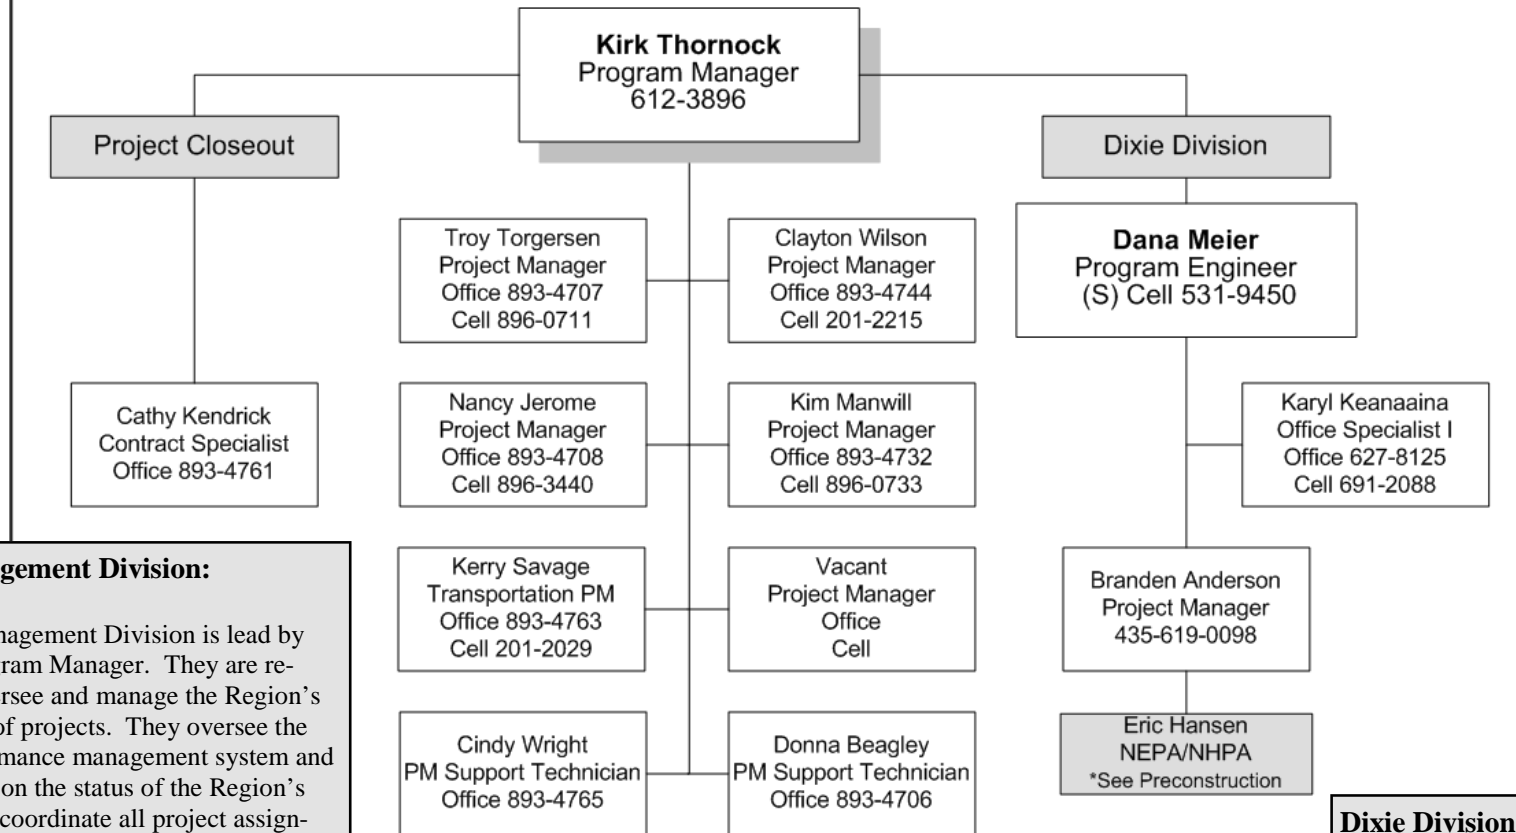 Kirk Thornock
Program Manager
612-3896
Project Closeout
Dixie Division
Troy Torgersen
Project Manager
Office 893-4707
Cell 896-0711
Clayton Wilson
Project Manager
Office 893-4744
Cell 201-2215
Dana Meier
Program Engineer
(S) Cell 531-9450
Cathy Kendrick
Contract Specialist
Office 893-4761
Nancy Jerome
Project Manager
Office 893-4708
Cell 896-3440
Kim Manwill
Project Manager
Office 893-4732
Cell 896-0733
Karyl Keanaaina
Office Specialist I
Office 627-8125
Cell 691-2088
Kerry Savage
Transportation PM
Office 893-4763
Cell 201-2029
Vacant
Project Manager
Office
Cell
Branden Anderson
Project Manager
435-619-0098
Cindy Wright
PM Support Technician
Office 893-4765
Donna Beagley
PM Support Technician
Office 893-4706
Eric Hansen
NEPA/NHPA
*See Preconstruction
gement Division:
nagement Division is lead by
gram Manager. They are re-
ersee and manage the Region's
of projects. They oversee the
mance management system and
on the status of the Region's
coordinate all project assign-
Dixie Division